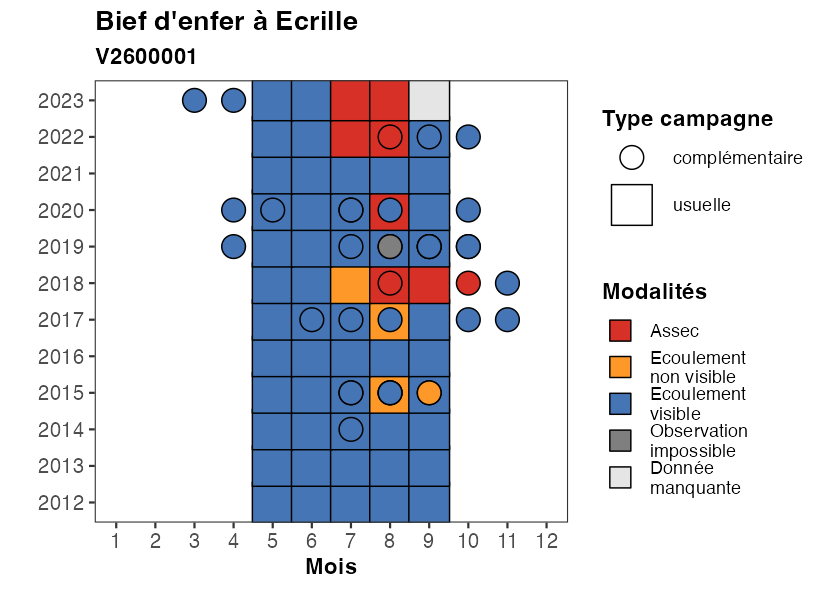 Bief d'enfer à Ecrille
V2600001
2023
2022
2021
2020
2019
2018
2017
2016
2015
2014
2013
2012
1 2 3 4 5 6 7 8 9 10 11 12
Mois
Type campagne
complémentaire
usuelle
Modalités
Assec
Ecoulement
non visible
Ecoulement
visible
Observation
impossible
Donnée
manquante